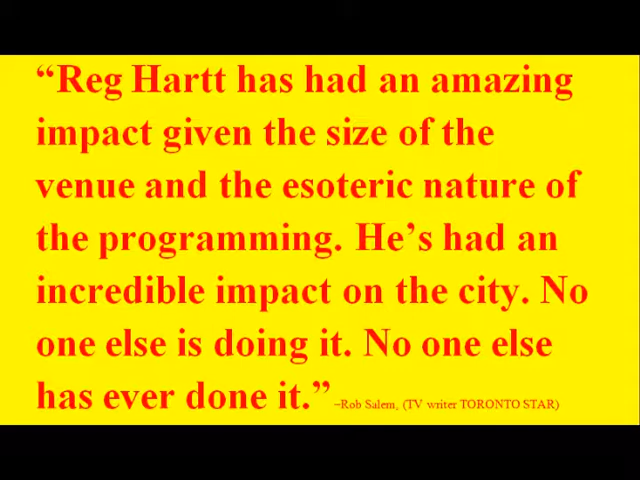 “Reg Hartt has had an amazing
impact given the size of the
venue and the esoteric nature of
the programming. He’s had an
incredible impact on the city. No
one else is doing it. No one else
has ever done it.” –Rob Salem, (TV writer TORONTO STAR)